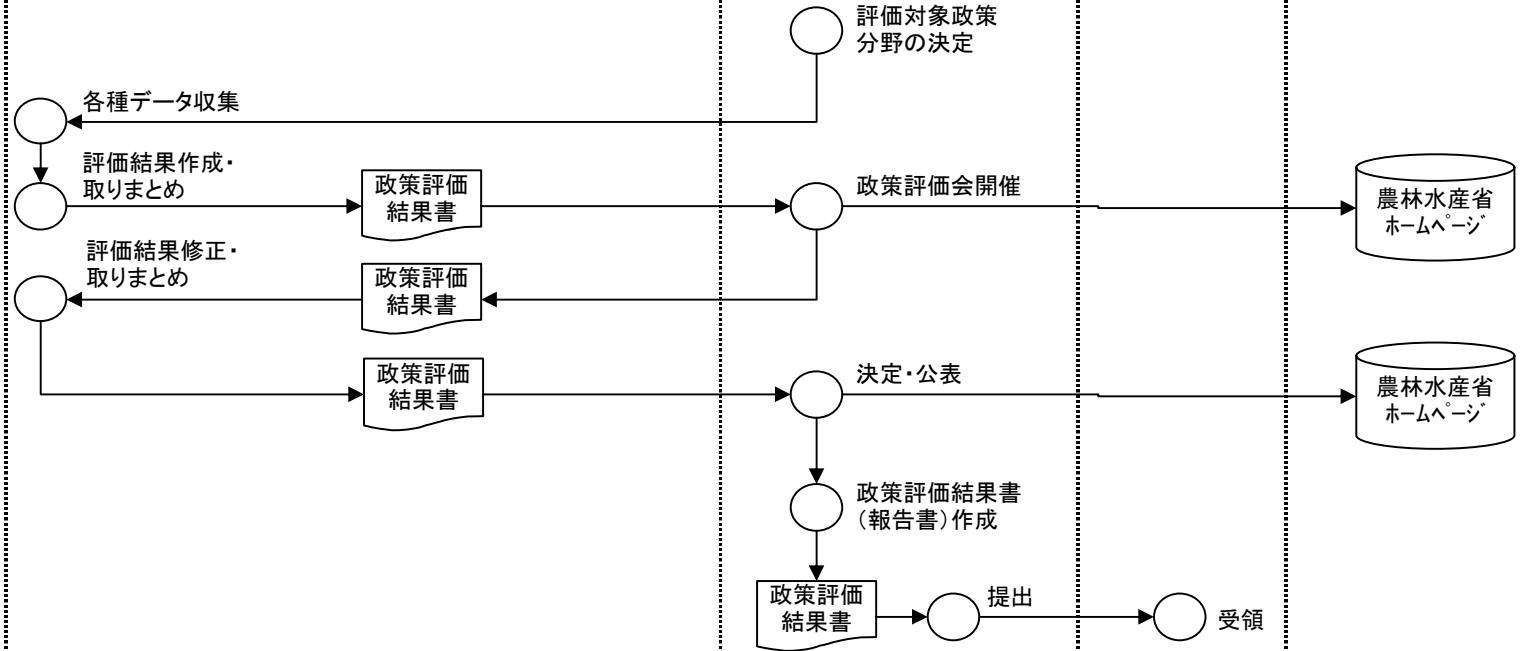 評価対象政策
分野の決定
各種データ収集
評価結果作成・
取りまとめ
政策評価
結果書
政策評価会開催
農林水産省
ﾎｰﾑﾍﾟｰｼﾞ
評価結果修正・
取りまとめ
政策評価
結果書
政策評価
結果書
決定・公表
農林水産省
ﾎｰﾑﾍﾟｰｼﾞ
政策評価結果書
（報告書）作成
政策評価
結果書
提出
受領